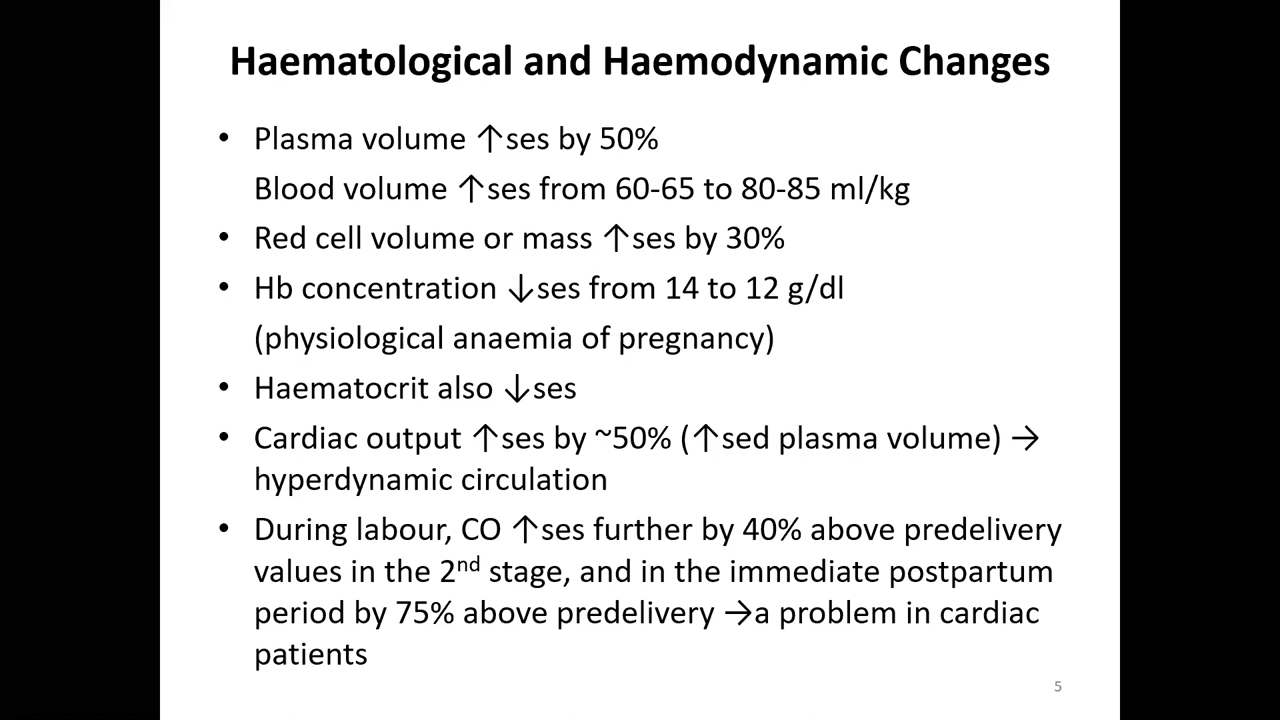 Haematological and Haemodynamic Changes
• Plasma volume ↑ses by 50%
Blood volume ↑ses from 60-65 to 80-85 ml/kg
• Red cell volume or mass ↑ses by 30%
• Hb concentration ↓ses from 14 to 12 g/dl
(physiological anaemia of pregnancy)
• Haematocrit also ↓ses
• Cardiac output ↑ses by ~50% (↑sed plasma volume) →
hyperdynamic circulation
• During labour, CO ↑ses further by 40% above predelivery
values in the 2nd stage, and in the immediate postpartum
period by 75% above predelivery →a problem in cardiac
patients
5